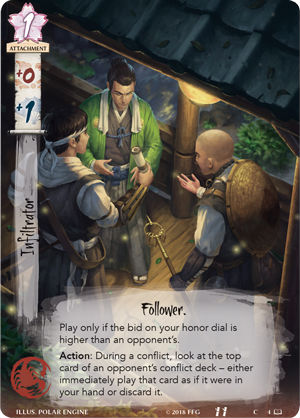 1
ATTACHMENT
+0
+1
Infiltrator
Follower.
Play only if the bid on your honor dial is
higher than an opponent’s.
Action: During a conflict, look at the top
card of an opponent’s conflict deck – either
immediately play that card as if it were in
your hand or discard it.
ILLUS. POLAR ENGINE
© 2018 FFG
11
C
4